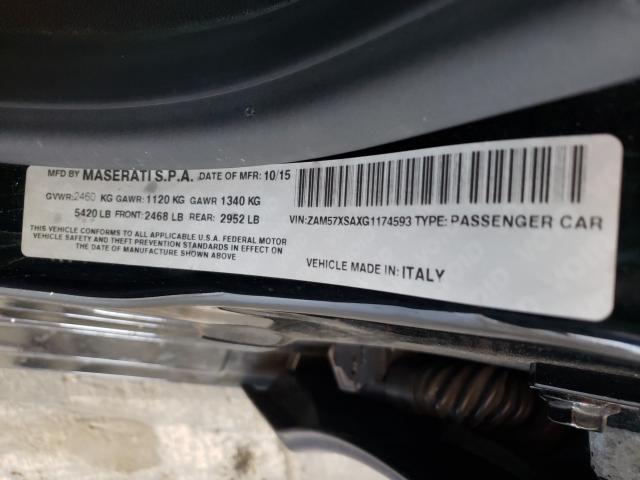 MFD BY MASERATI S.P.A. DATE OF MFR: 10/15
GVWR:2460 KG GAWR:1120 KG GAWR 1340 KG
5420 LB FRONT: 2468 LB REAR: 2952 LB
THIS VEHICLE CONFORMS TO ALL APPLICABLE U.S.A. FEDERAL MOTOR
VEHICLE SAFETY AND THEFT PREVENTION STANDARDS IN EFFECT ON
THE DATE OF MANUFACTURE SHOWN ABOVE
VIN:ZAM57XSAXG1174593 TYPE: PASSENGER CAR
VEHICLE MADE IN: ITALY